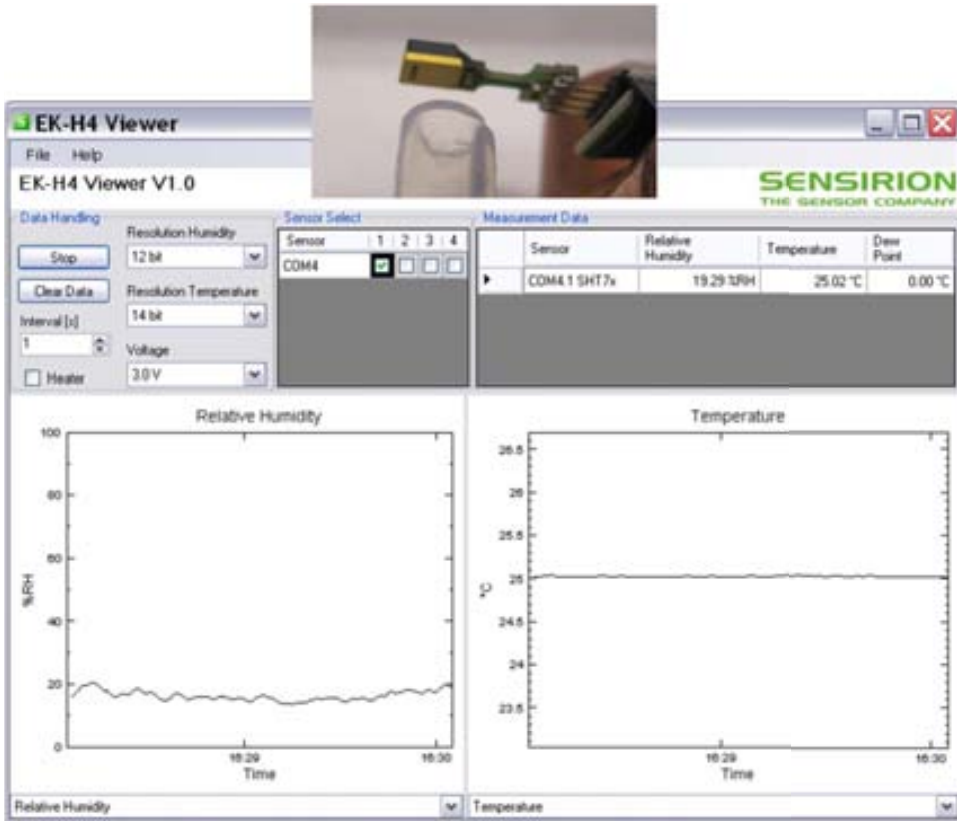 EK-H4 Viewer
File Help
EK-H4 Viewer V1.0
SENSIRION
THE SENSOR COMPANY
Data Handling
Stop
Clear Data
Interval [s]
1
Heater
Resolution Humidity
12 bit
Resolution Temperature
14 bit
Voltage
3.0 V
Sensor Select
Sensor 1 2 3 4
COM4
Measurement Data
Sensor Relative Humidity Temperature Dew Point
COM4.1 SHT7x 19.29 %RH 25.02 °C 0.00 °C
Relative Humidity
100
80
60
40
20
0
%RH
16:29 16:30
Time
Temperature
26.5
26
25.5
25
24.5
24
23.5
°C
16:29 16:30
Time
Relative Humidity
Temperature